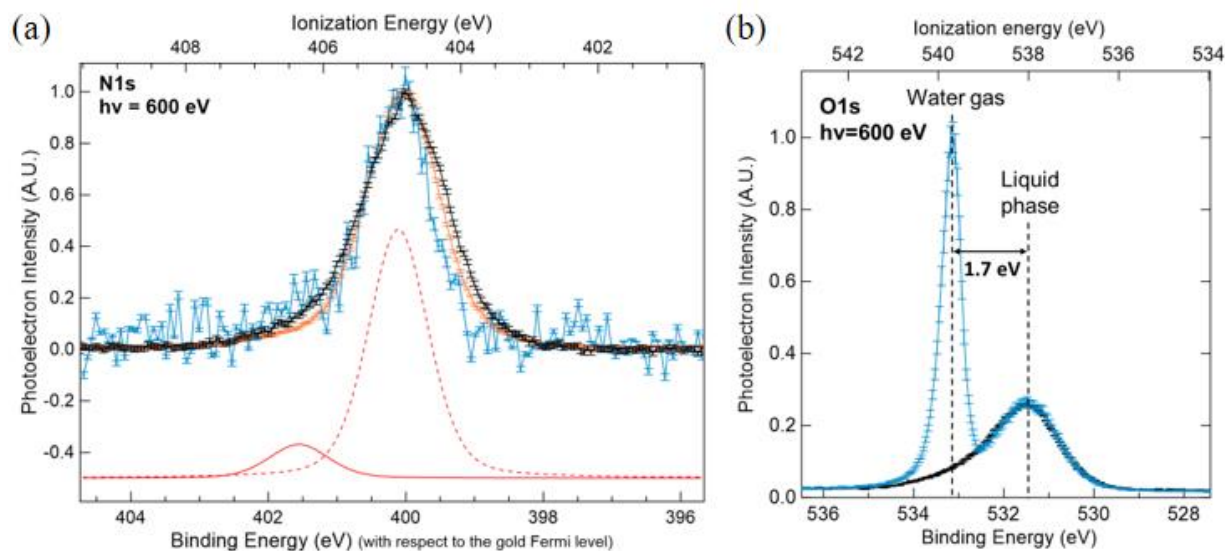 (a)
Ionization Energy (eV)
408 406 404 402
N1s
hν = 600 eV
Photoelectron Intensity (A.U.)
1.0
0.8
0.6
0.4
0.2
0.0
-0.2
-0.4
404 402 400 398 396
Binding Energy (eV) (with respect to the gold Fermi level)
(b)
Ionization energy (eV)
542 540 538 536 534
Water gas
O1s
hν=600 eV
Liquid
phase
1.7 eV
Photoelectron Intensity (A.U.)
1.0
0.8
0.6
0.4
0.2
0.0
536 534 532 530 528
Binding Energy (eV)